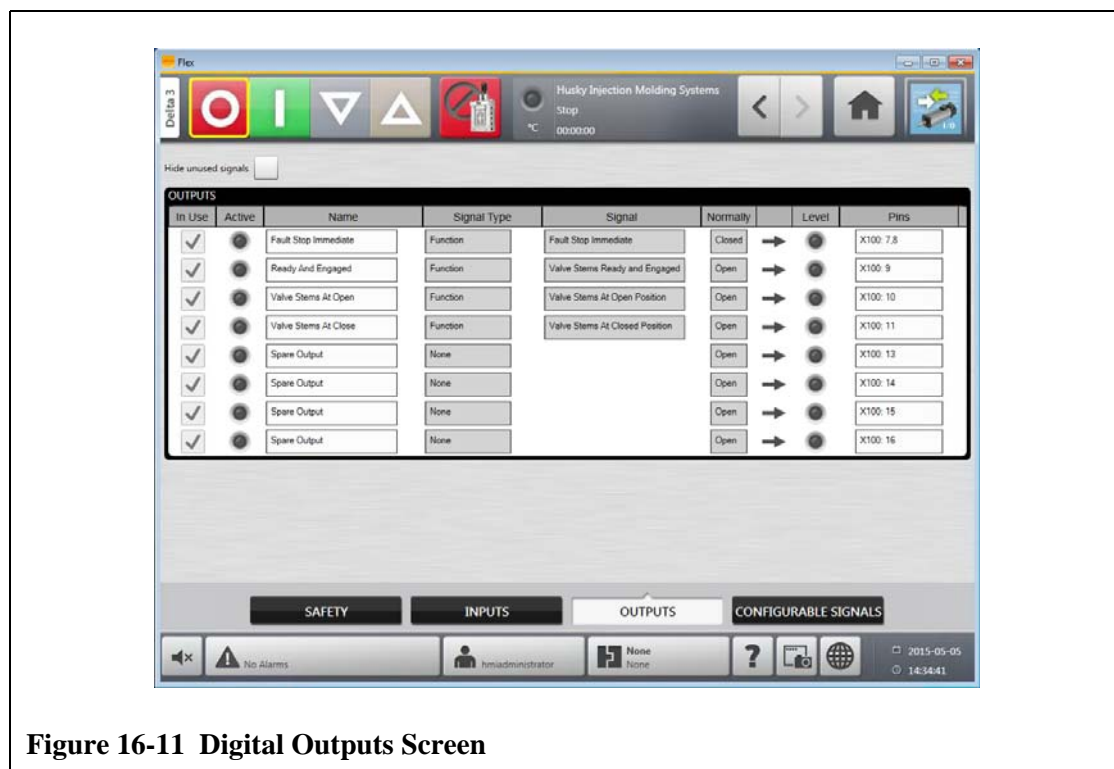 Flex
Delta 3
Husky Injection Molding Systems
Stop
°C 00:00:00
I/O
Hide unused signals
OUTPUTS
In Use Active Name Signal Type Signal Normally Level Pins
Fault Stop Immediate Function Fault Stop Immediate Closed X100: 7,8
Ready And Engaged Function Valve Stems Ready and Engaged Open X100: 9
Valve Stems At Open Function Valve Stems At Open Position Open X100: 10
Valve Stems At Close Function Valve Stems At Closed Position Open X100: 11
Spare Output None Open X100: 13
Spare Output None Open X100: 14
Spare Output None Open X100: 15
Spare Output None Open X100: 16
SAFETY INPUTS OUTPUTS CONFIGURABLE SIGNALS
No Alarms hmiadministrator None
None
? 2015-05-05
14:34:41
Figure 16-11 Digital Outputs Screen